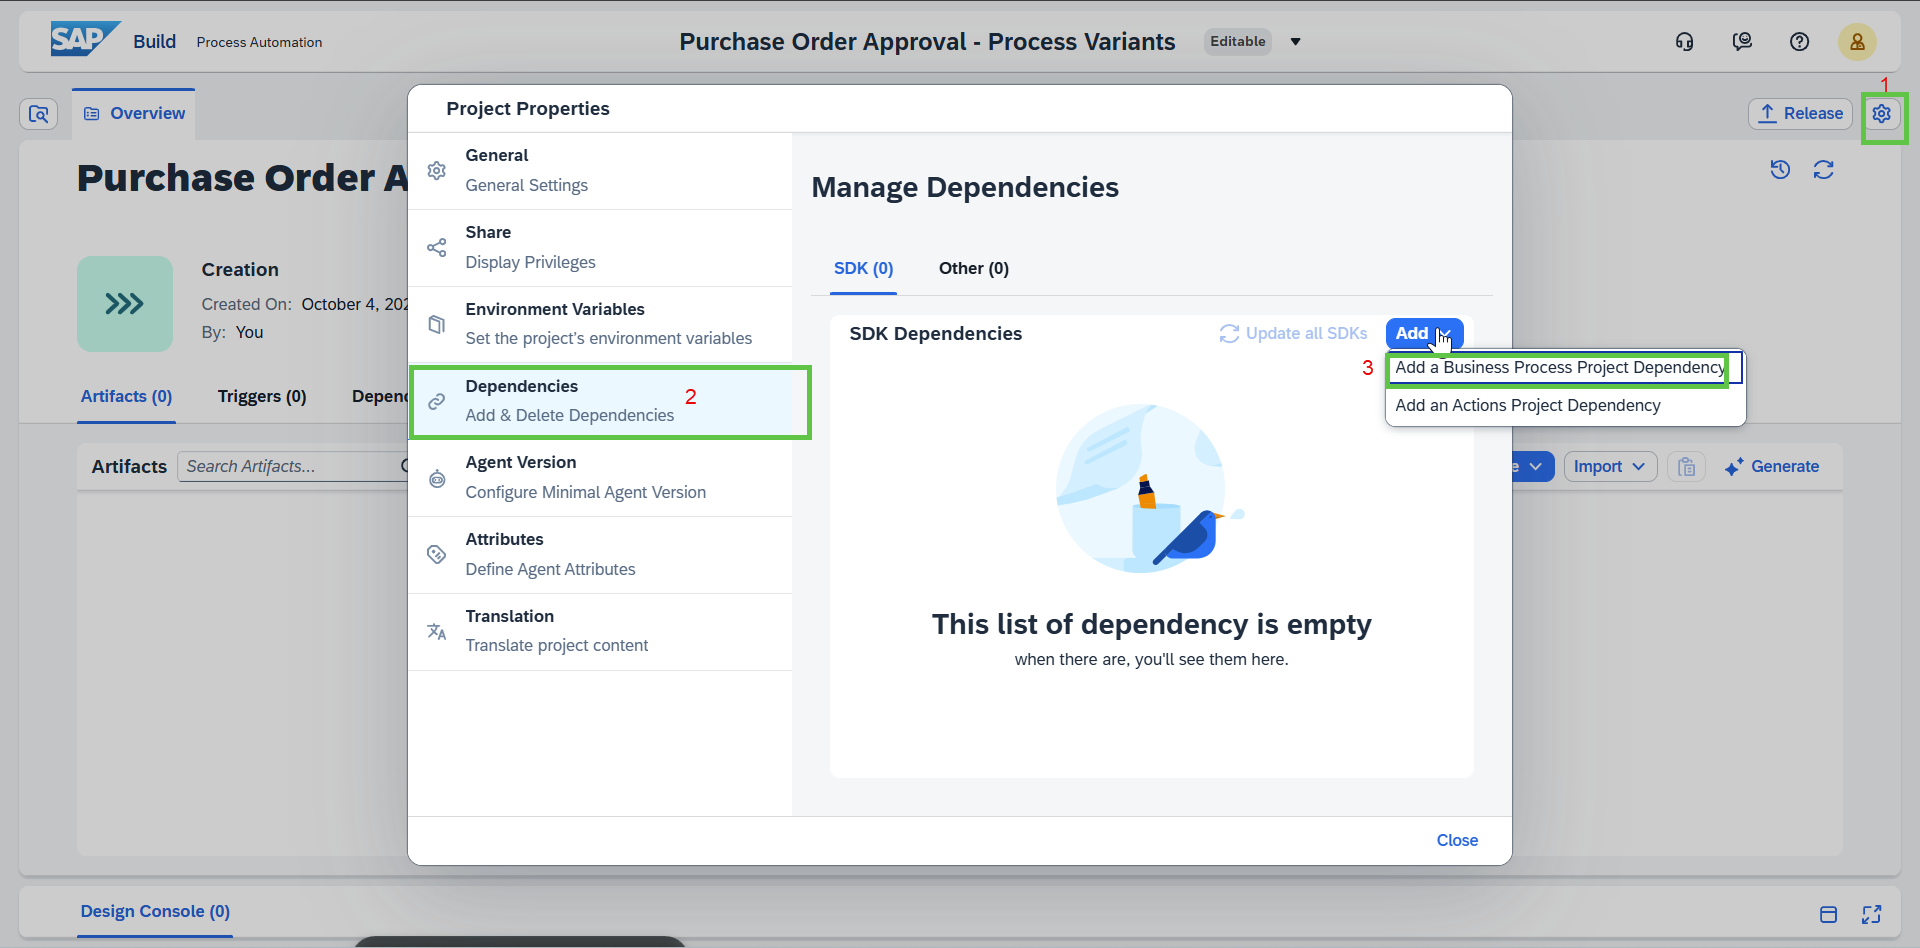 SAP Build Process Automation
Purchase Order Approval - Process Variants Editable
1
Overview
Release
Purchase Order A
Creation
Created On: October 4, 202
By: You
Artifacts (0) Triggers (0) Depen
Artifacts Search Artifacts...
e Import Generate
Project Properties
General
General Settings
Share
Display Privileges
Environment Variables
Set the project's environment variables
Dependencies
Add & Delete Dependencies
2
Agent Version
Configure Minimal Agent Version
Attributes
Define Agent Attributes
Translation
Translate project content
Manage Dependencies
SDK (0) Other (0)
SDK Dependencies Update all SDKs Add
3 Add a Business Process Project Dependency
Add an Actions Project Dependency
This list of dependency is empty
when there are, you'll see them here.
Close
Design Console (0)